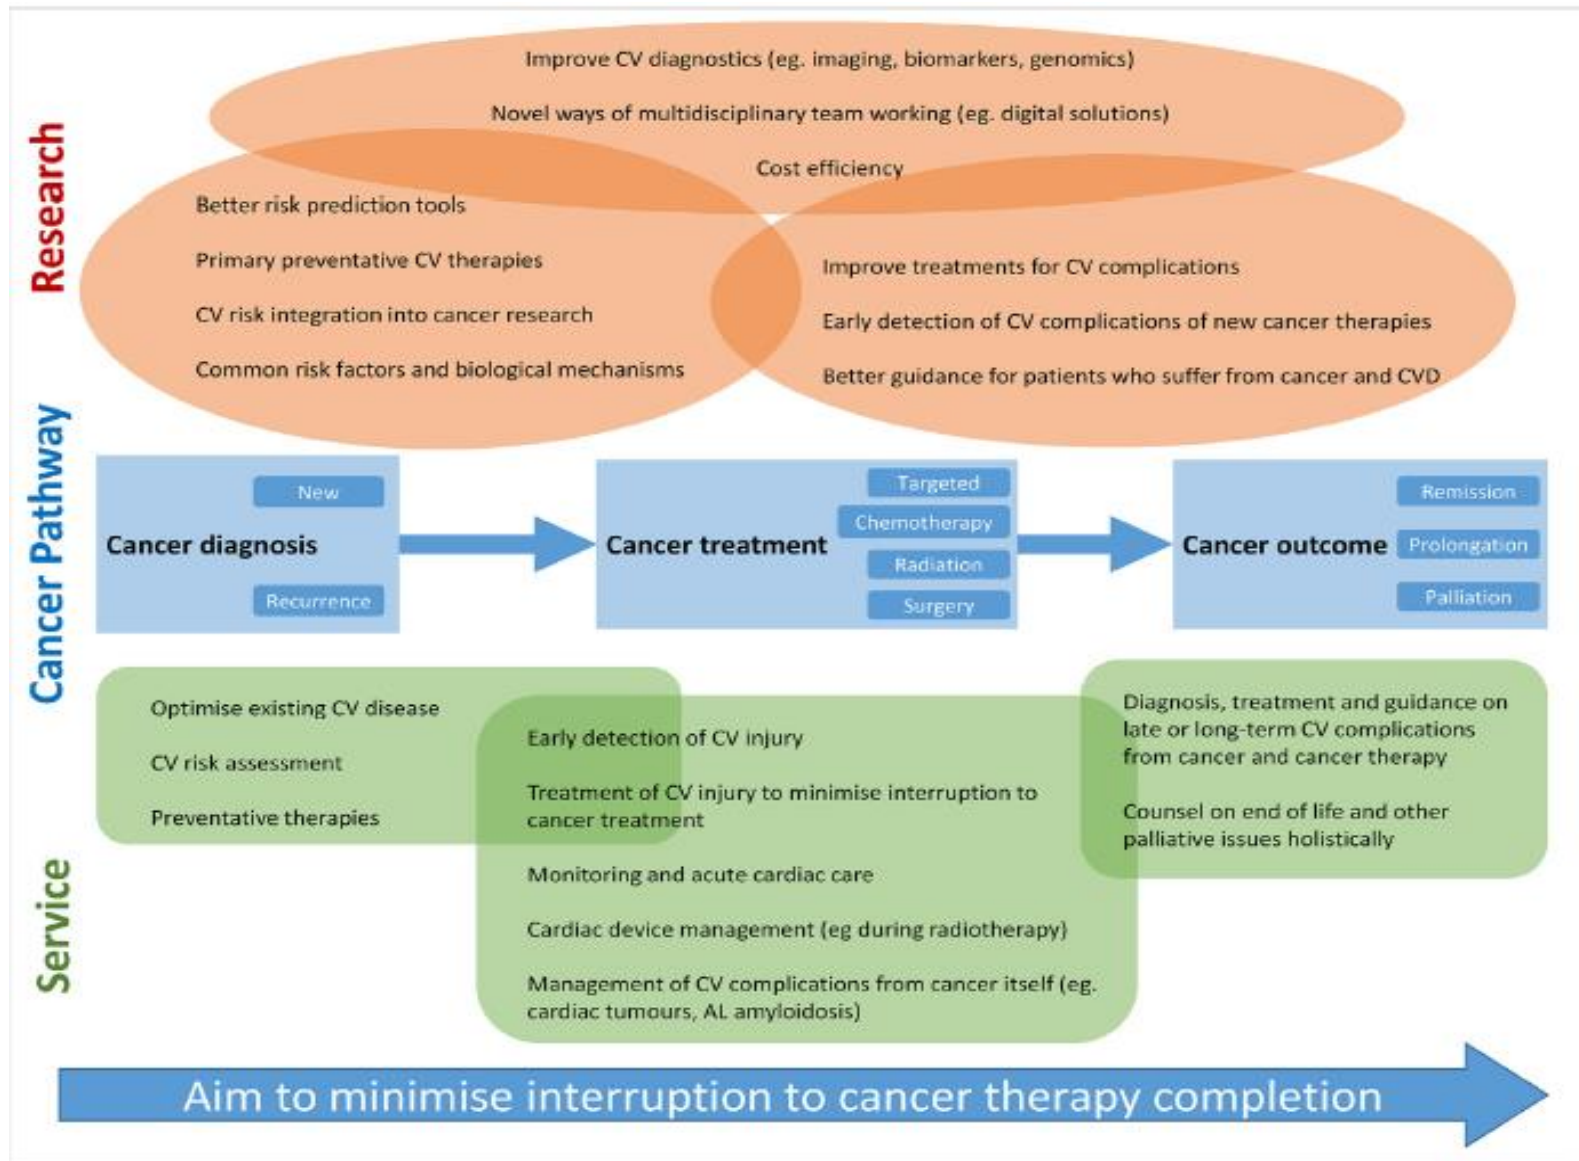 Research
Improve CV diagnostics (eg. imaging, biomarkers, genomics)
Novel ways of multidisciplinary team working (eg. digital solutions)
Cost efficiency
Better risk prediction tools
Primary preventative CV therapies
CV risk integration into cancer research
Common risk factors and biological mechanisms
Improve treatments for CV complications
Early detection of CV complications of new cancer therapies
Better guidance for patients who suffer from cancer and CVD
Cancer Pathway
Cancer diagnosis
New
Recurrence
Cancer treatment
Targeted
Chemotherapy
Radiation
Surgery
Cancer outcome
Remission
Prolongation
Palliation
Service
Optimise existing CV disease
CV risk assessment
Preventative therapies
Early detection of CV injury
Treatment of CV injury to minimise interruption to
cancer treatment
Monitoring and acute cardiac care
Cardiac device management (eg during radiotherapy)
Management of CV complications from cancer itself (eg.
cardiac tumours, AL amyloidosis)
Diagnosis, treatment and guidance on
late or long-term CV complications
from cancer and cancer therapy
Counsel on end of life and other
palliative issues holistically
Aim to minimise interruption to cancer therapy completion